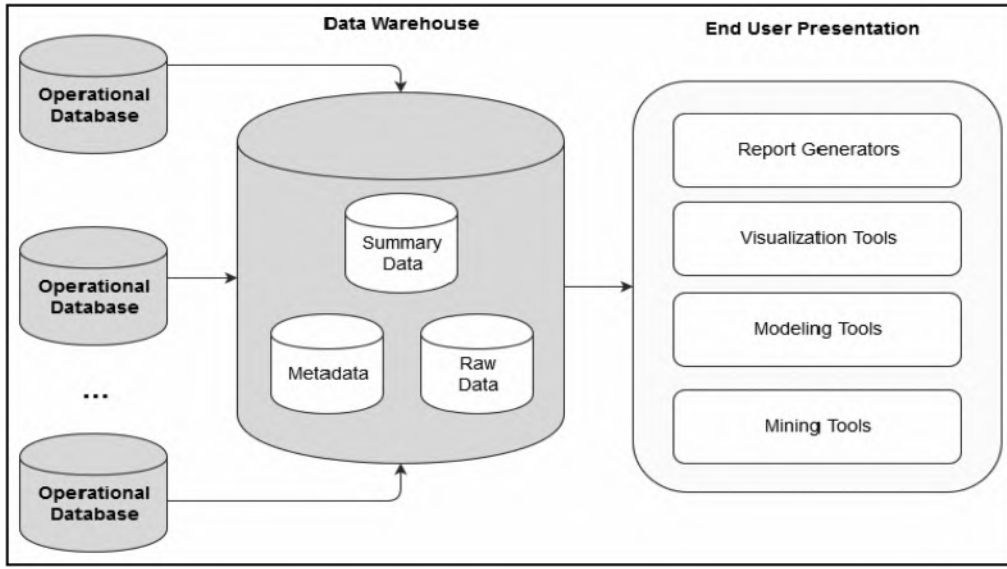 Data Warehouse
End User Presentation
Operational
Database
Operational
Database
...
Operational
Database
Summary
Data
Metadata
Raw
Data
Report Generators
Visualization Tools
Modeling Tools
Mining Tools